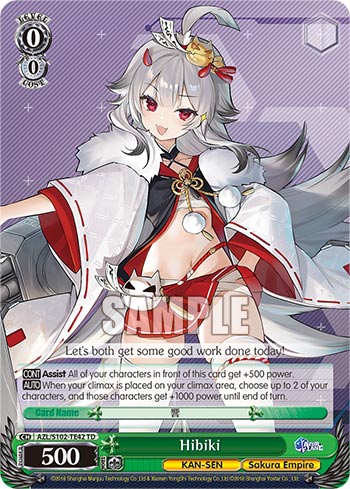 LEVEL
0
0
COST
SAMPLE
Let's both get some good work done today!
CONT Assist All of your characters in front of this card get +500 power.
AUTO When your climax is placed on your climax area, choose up to 2 of your
characters, and those characters get +1000 power until end of turn.
Card Name 響
CH AZL/S102-TE42 TD
Hibiki
POWER 500
KAN-SEN Sakura Empire